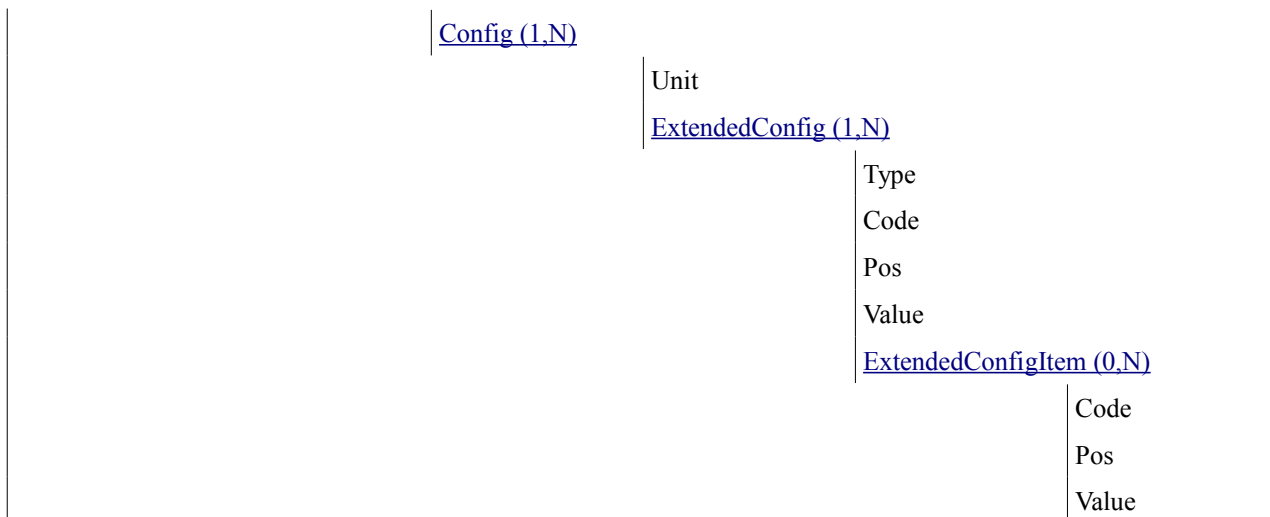 Config (1,N)
Unit
ExtendedConfig (1,N)
Type
Code
Pos
Value
ExtendedConfigItem (0,N)
Code
Pos
Value